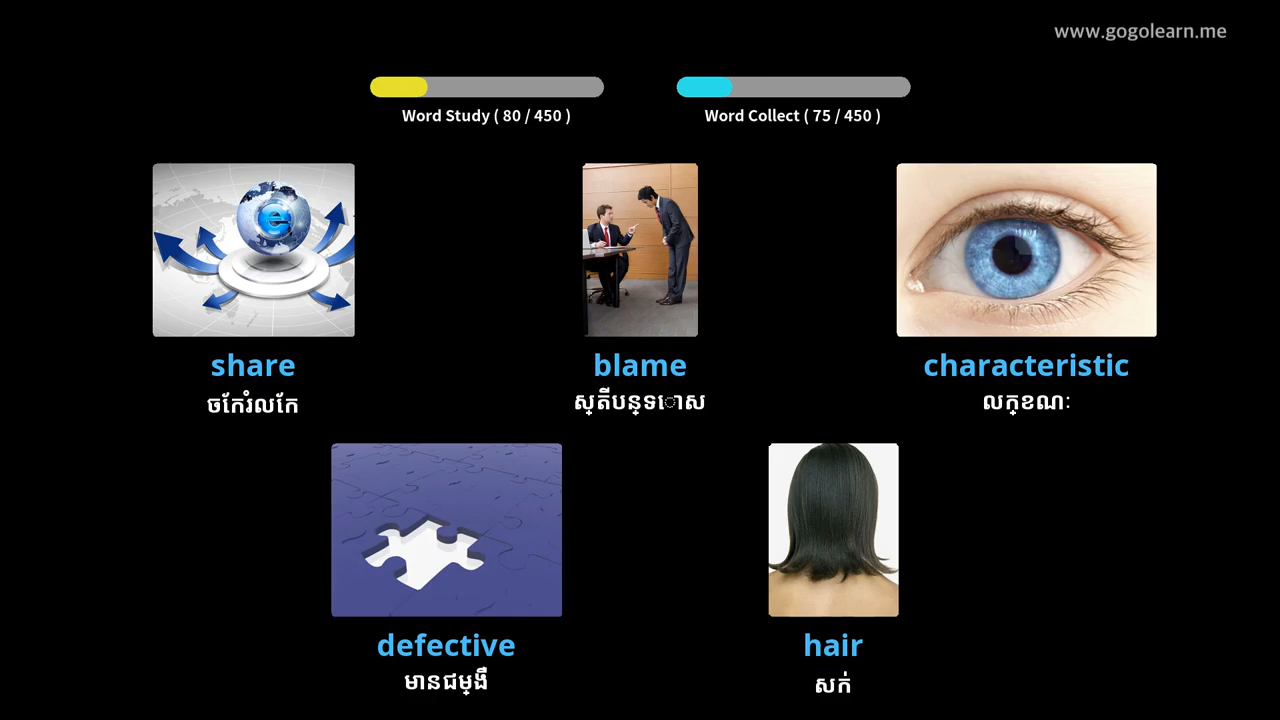 www.gogolearn.me
Word Study ( 80 / 450 )
Word Collect ( 75 / 450 )
e
share
ចែករំលែក
blame
ស្តីបន្ទោស
characteristic
លក្ខណៈ
defective
មានជម្ងឺ
hair
សក់